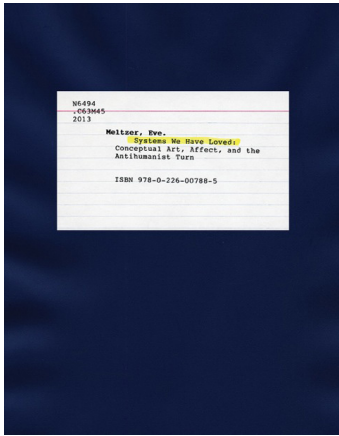 N6494
.C63M45
2013
Meltzer, Eve.
Systems We Have Loved:
Conceptual Art, Affect, and the
Antihumanist Turn
ISBN 978-0-226-00788-5